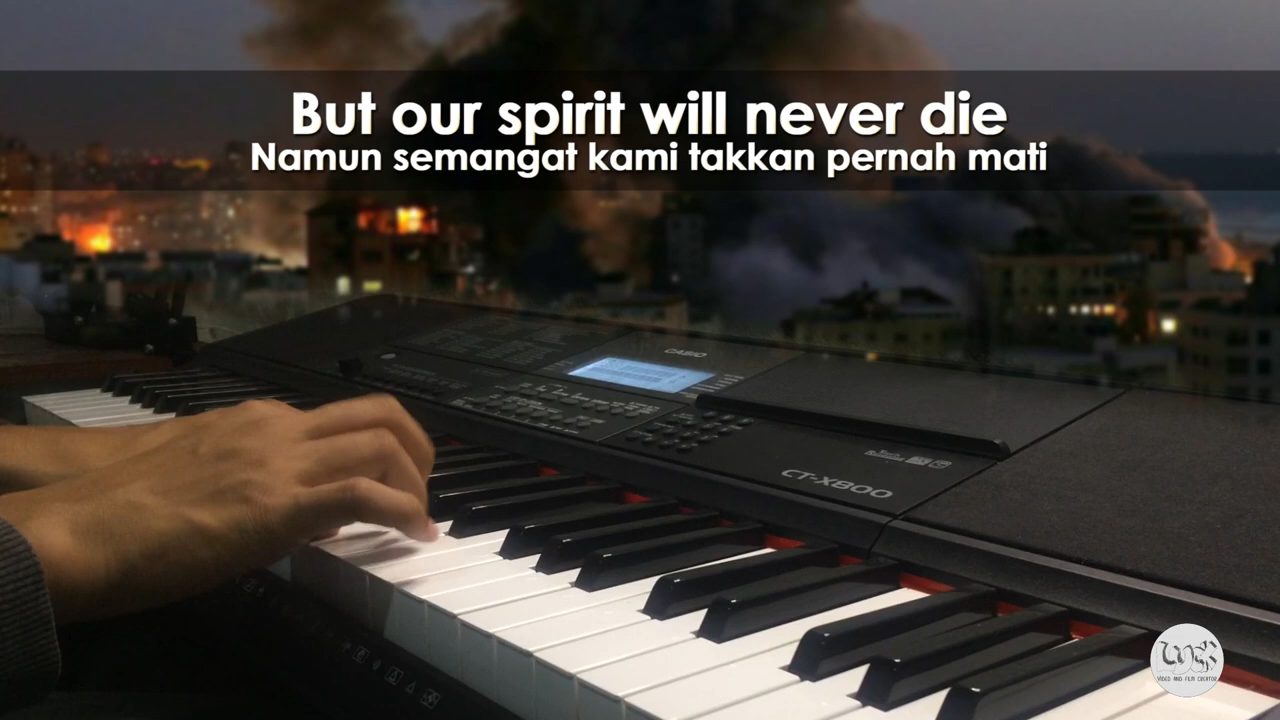 But our spirit will never die
Namun semangat kami takkan pernah mati
CASIO
CT-X800
VIDEO AND FILM CREATOR